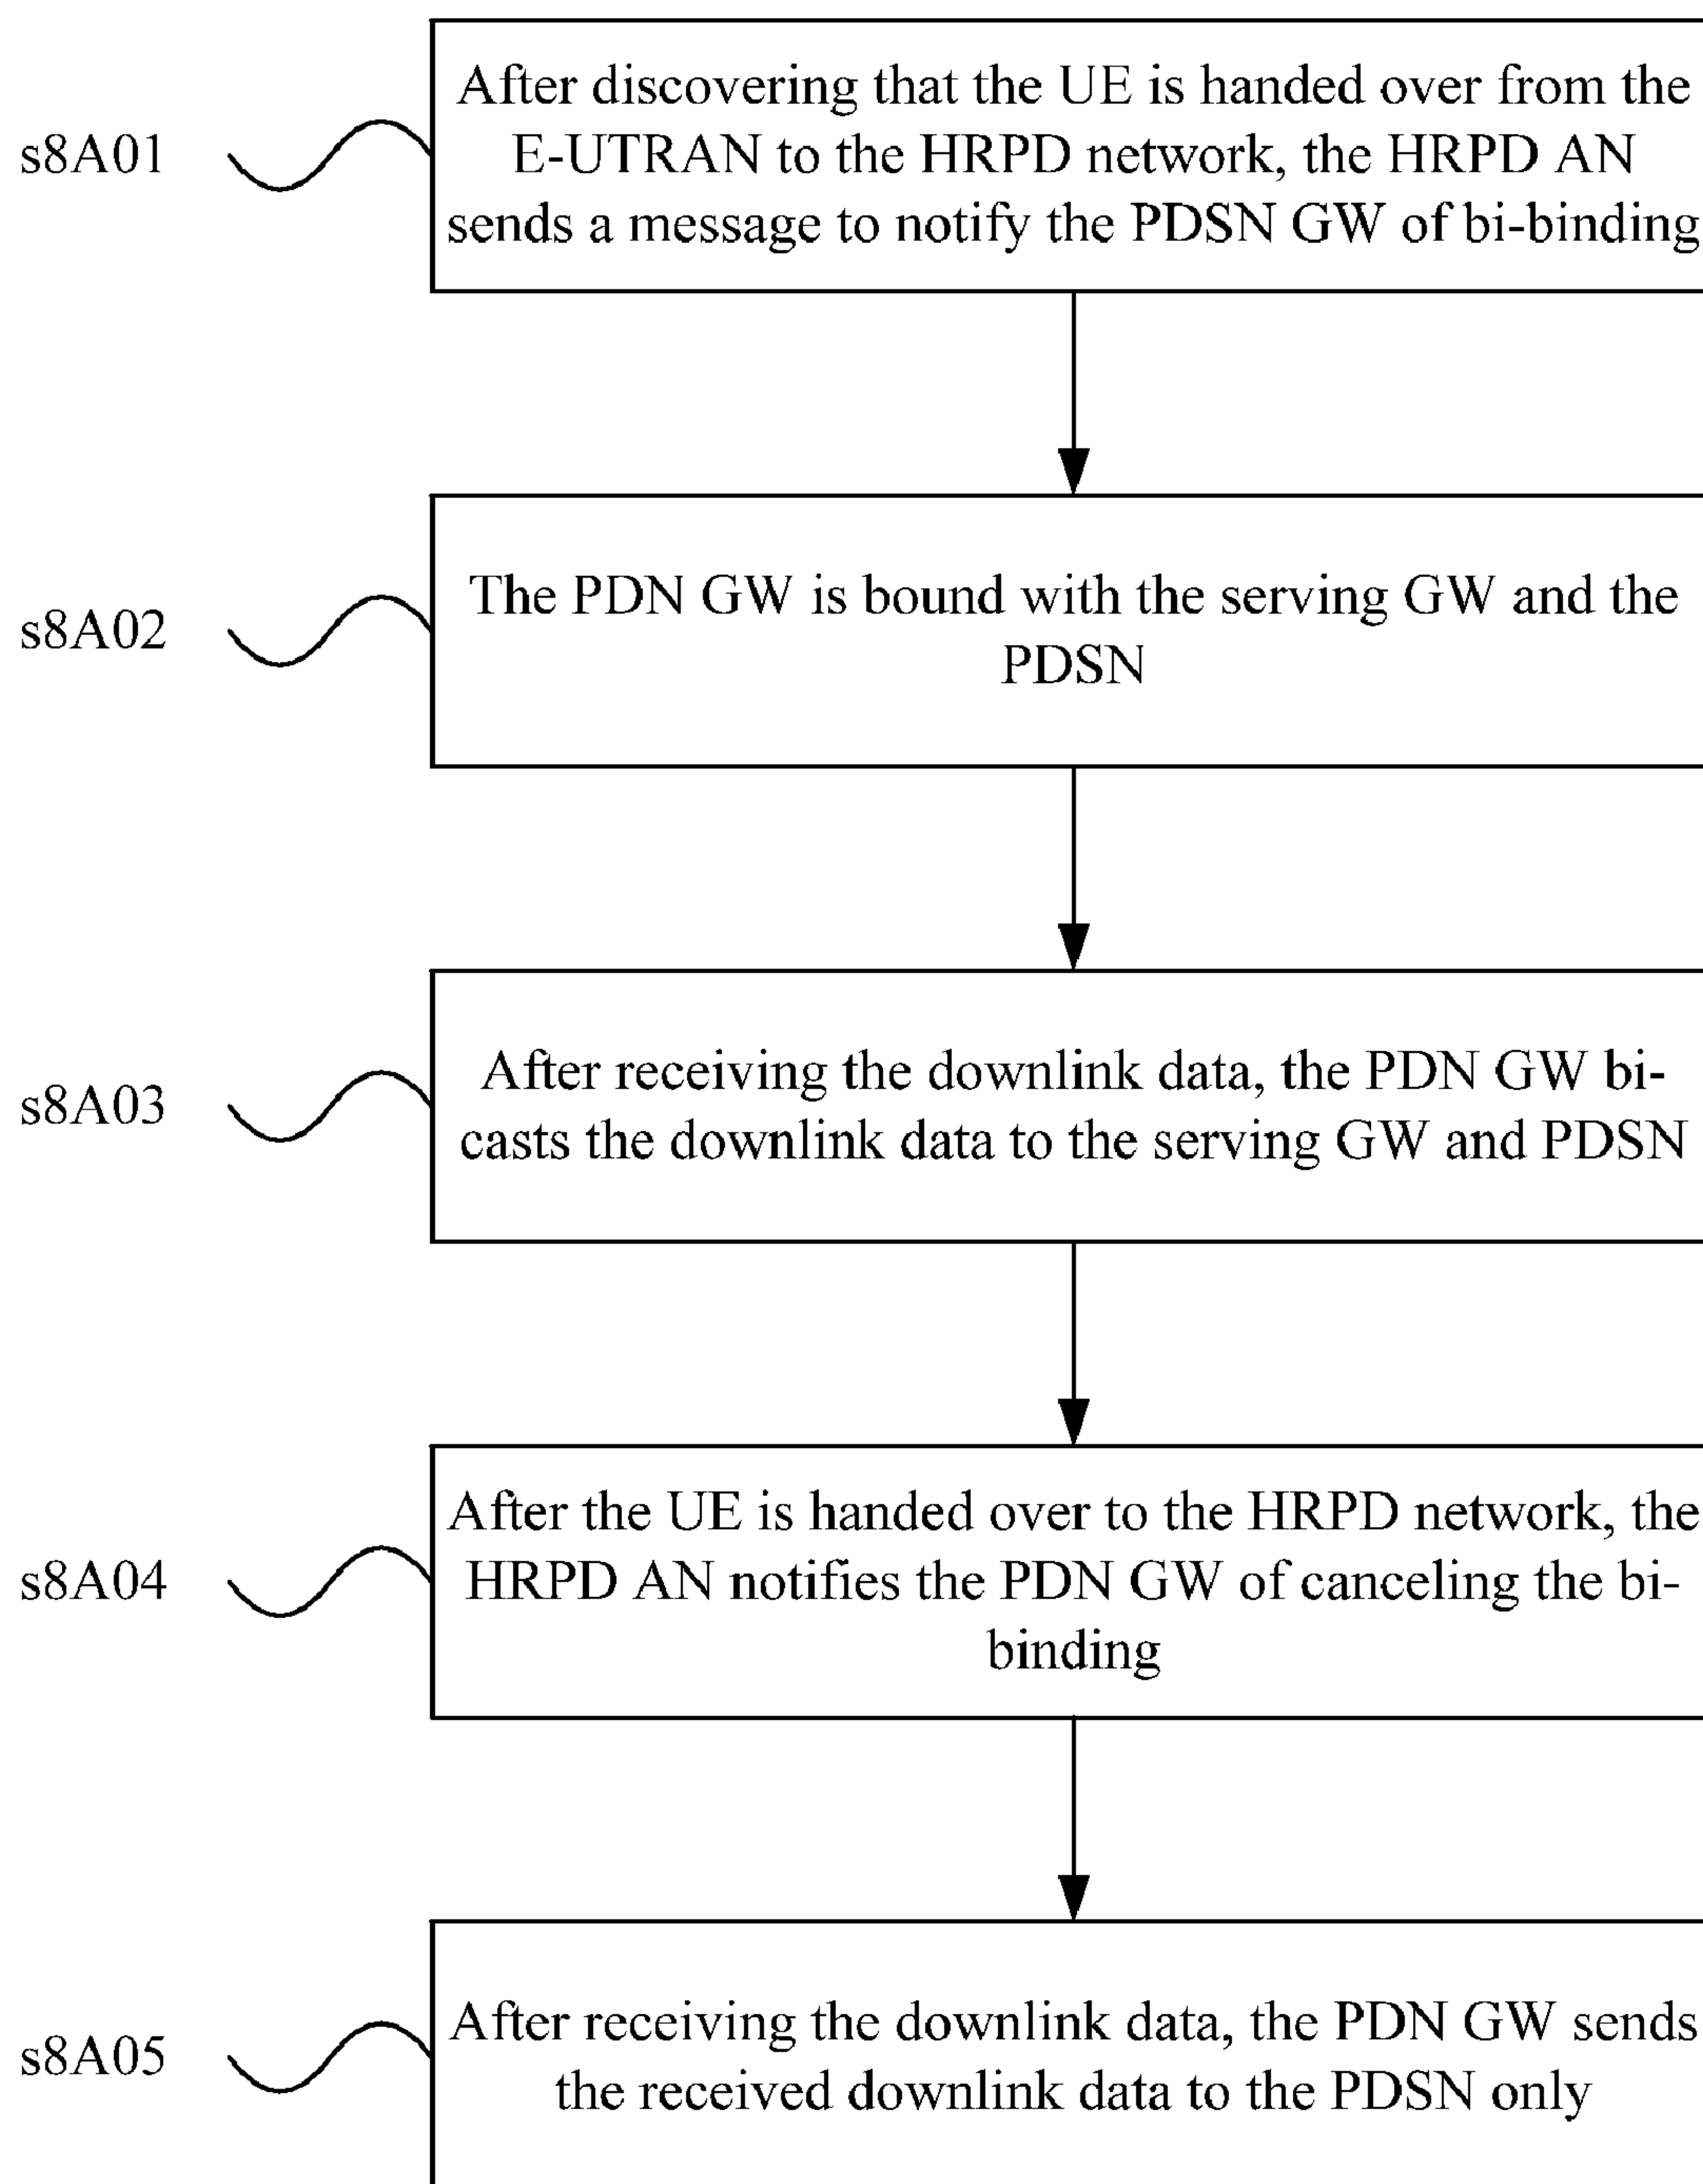 s8A01
After discovering that the UE is handed over from the
E-UTRAN to the HRPD network, the HRPD AN
sends a message to notify the PDSN GW of bi-binding
s8A02
The PDN GW is bound with the serving GW and the
PDSN
s8A03
After receiving the downlink data, the PDN GW bi-
casts the downlink data to the serving GW and PDSN
s8A04
After the UE is handed over to the HRPD network, the
HRPD AN notifies the PDN GW of canceling the bi-
binding
s8A05
After receiving the downlink data, the PDN GW sends
the received downlink data to the PDSN only